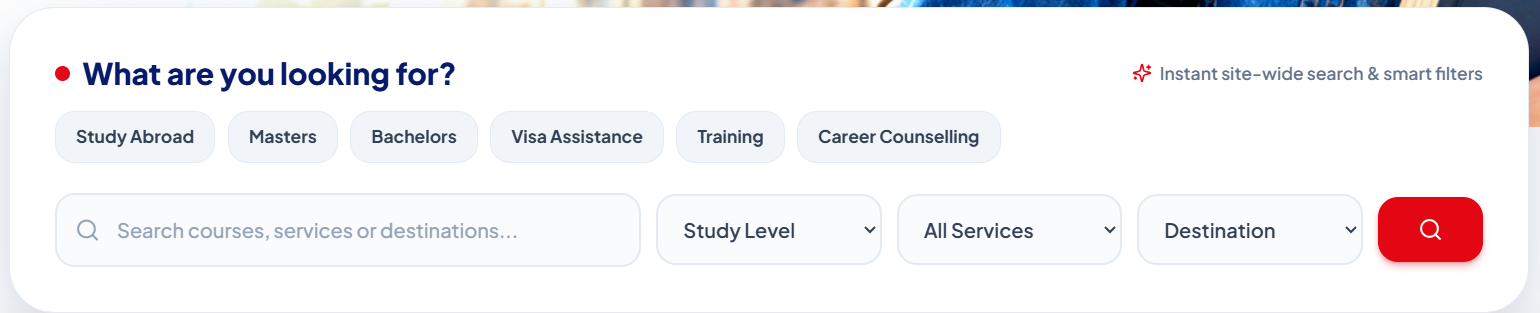 What are you looking for?
Instant site-wide search & smart filters
Study Abroad
Masters
Bachelors
Visa Assistance
Training
Career Counselling
Search courses, services or destinations...
Study Level
All Services
Destination